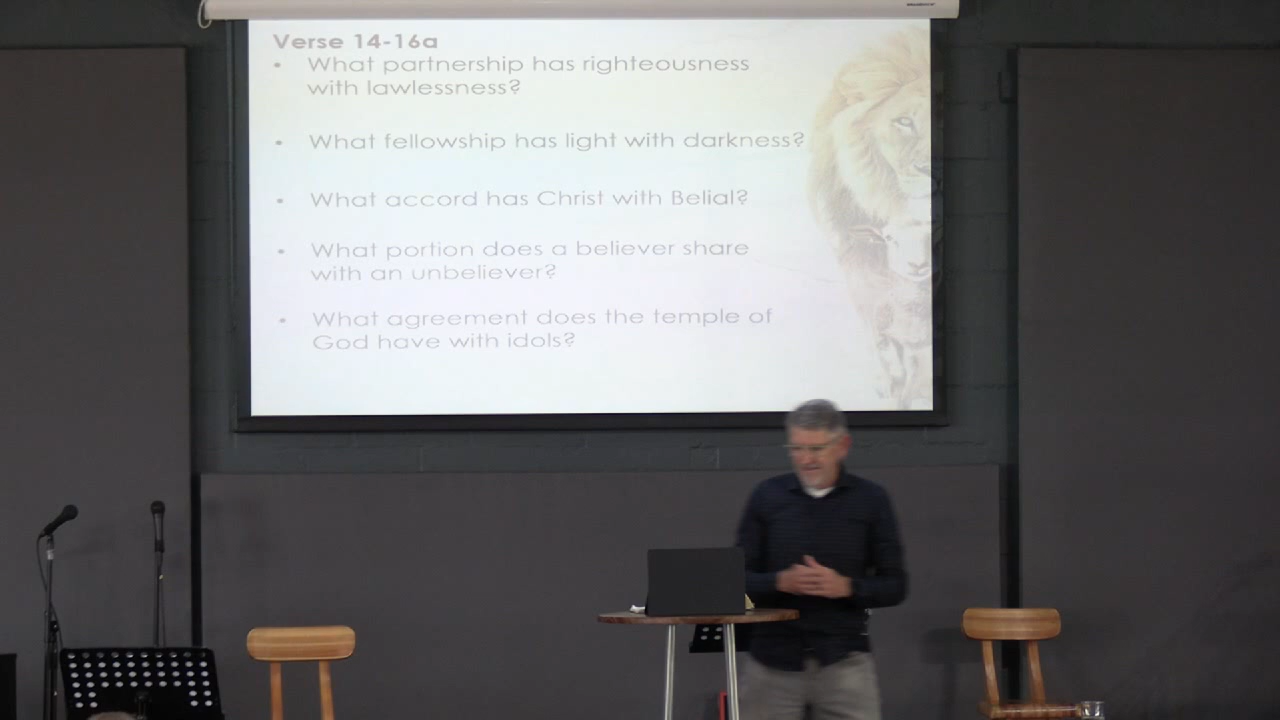 Verse 14-16a
• What partnership has righteousness
with lawlessness?
• What fellowship has light with darkness?
• What accord has Christ with Belial?
• What portion does a believer share
with an unbeliever?
• What agreement does the temple of
God have with idols?